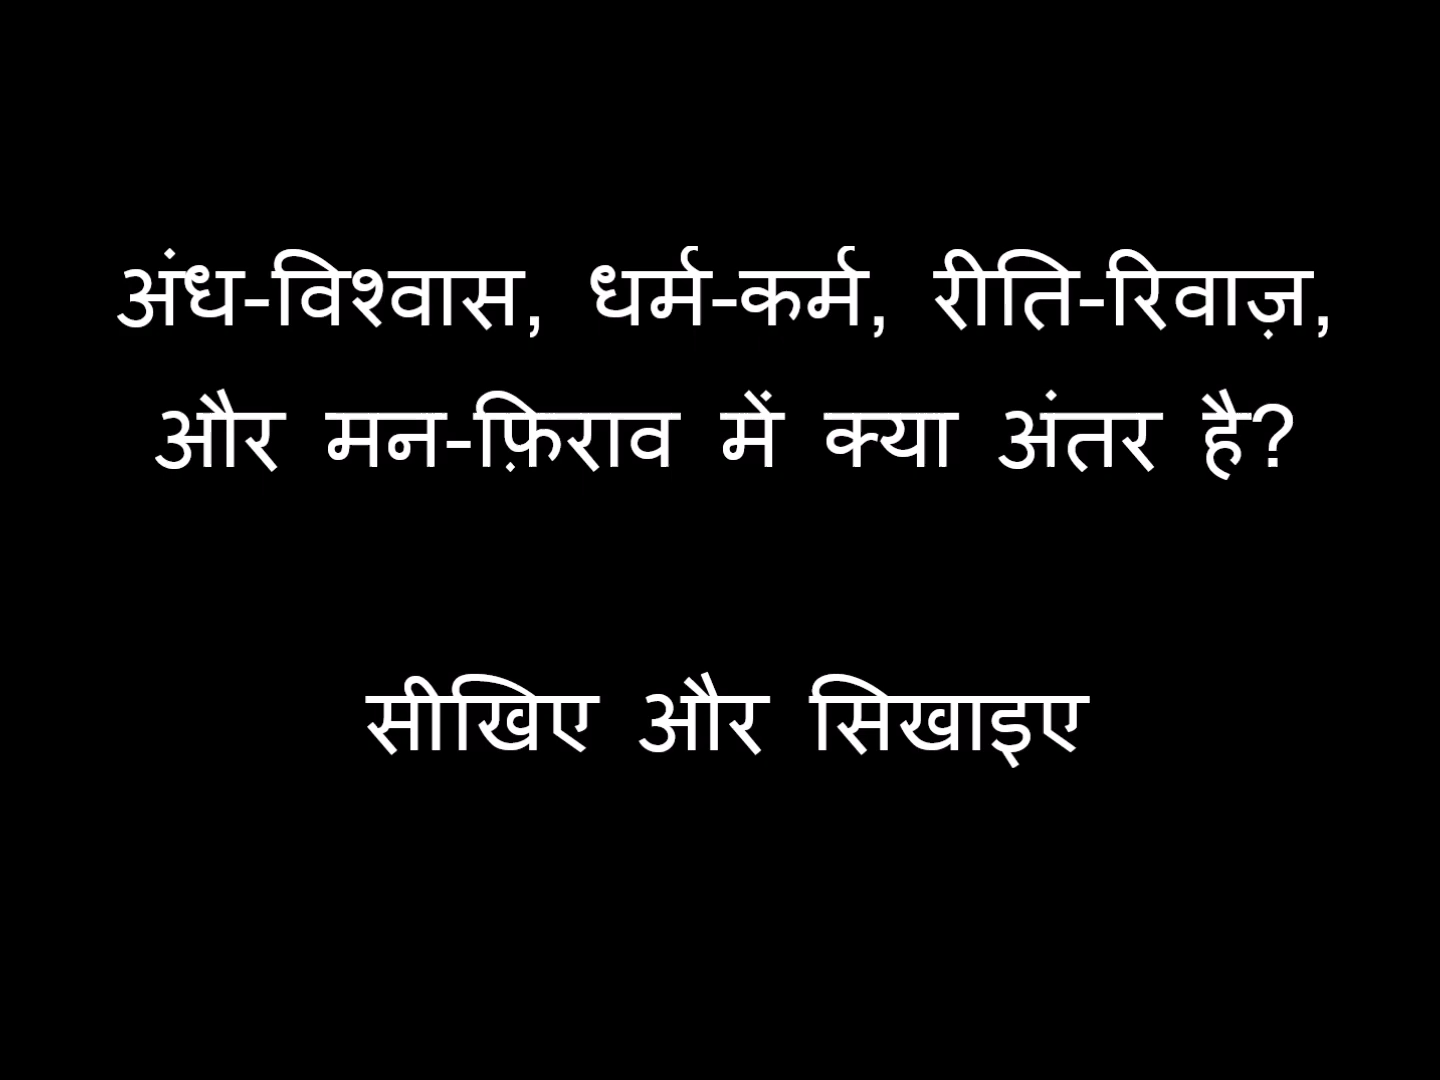 अंध-विश्वास, धर्म-कर्म, रीति-रिवाज़,
और मन-फ़िराव में क्या अंतर है?
सीखिए और सिखाइए